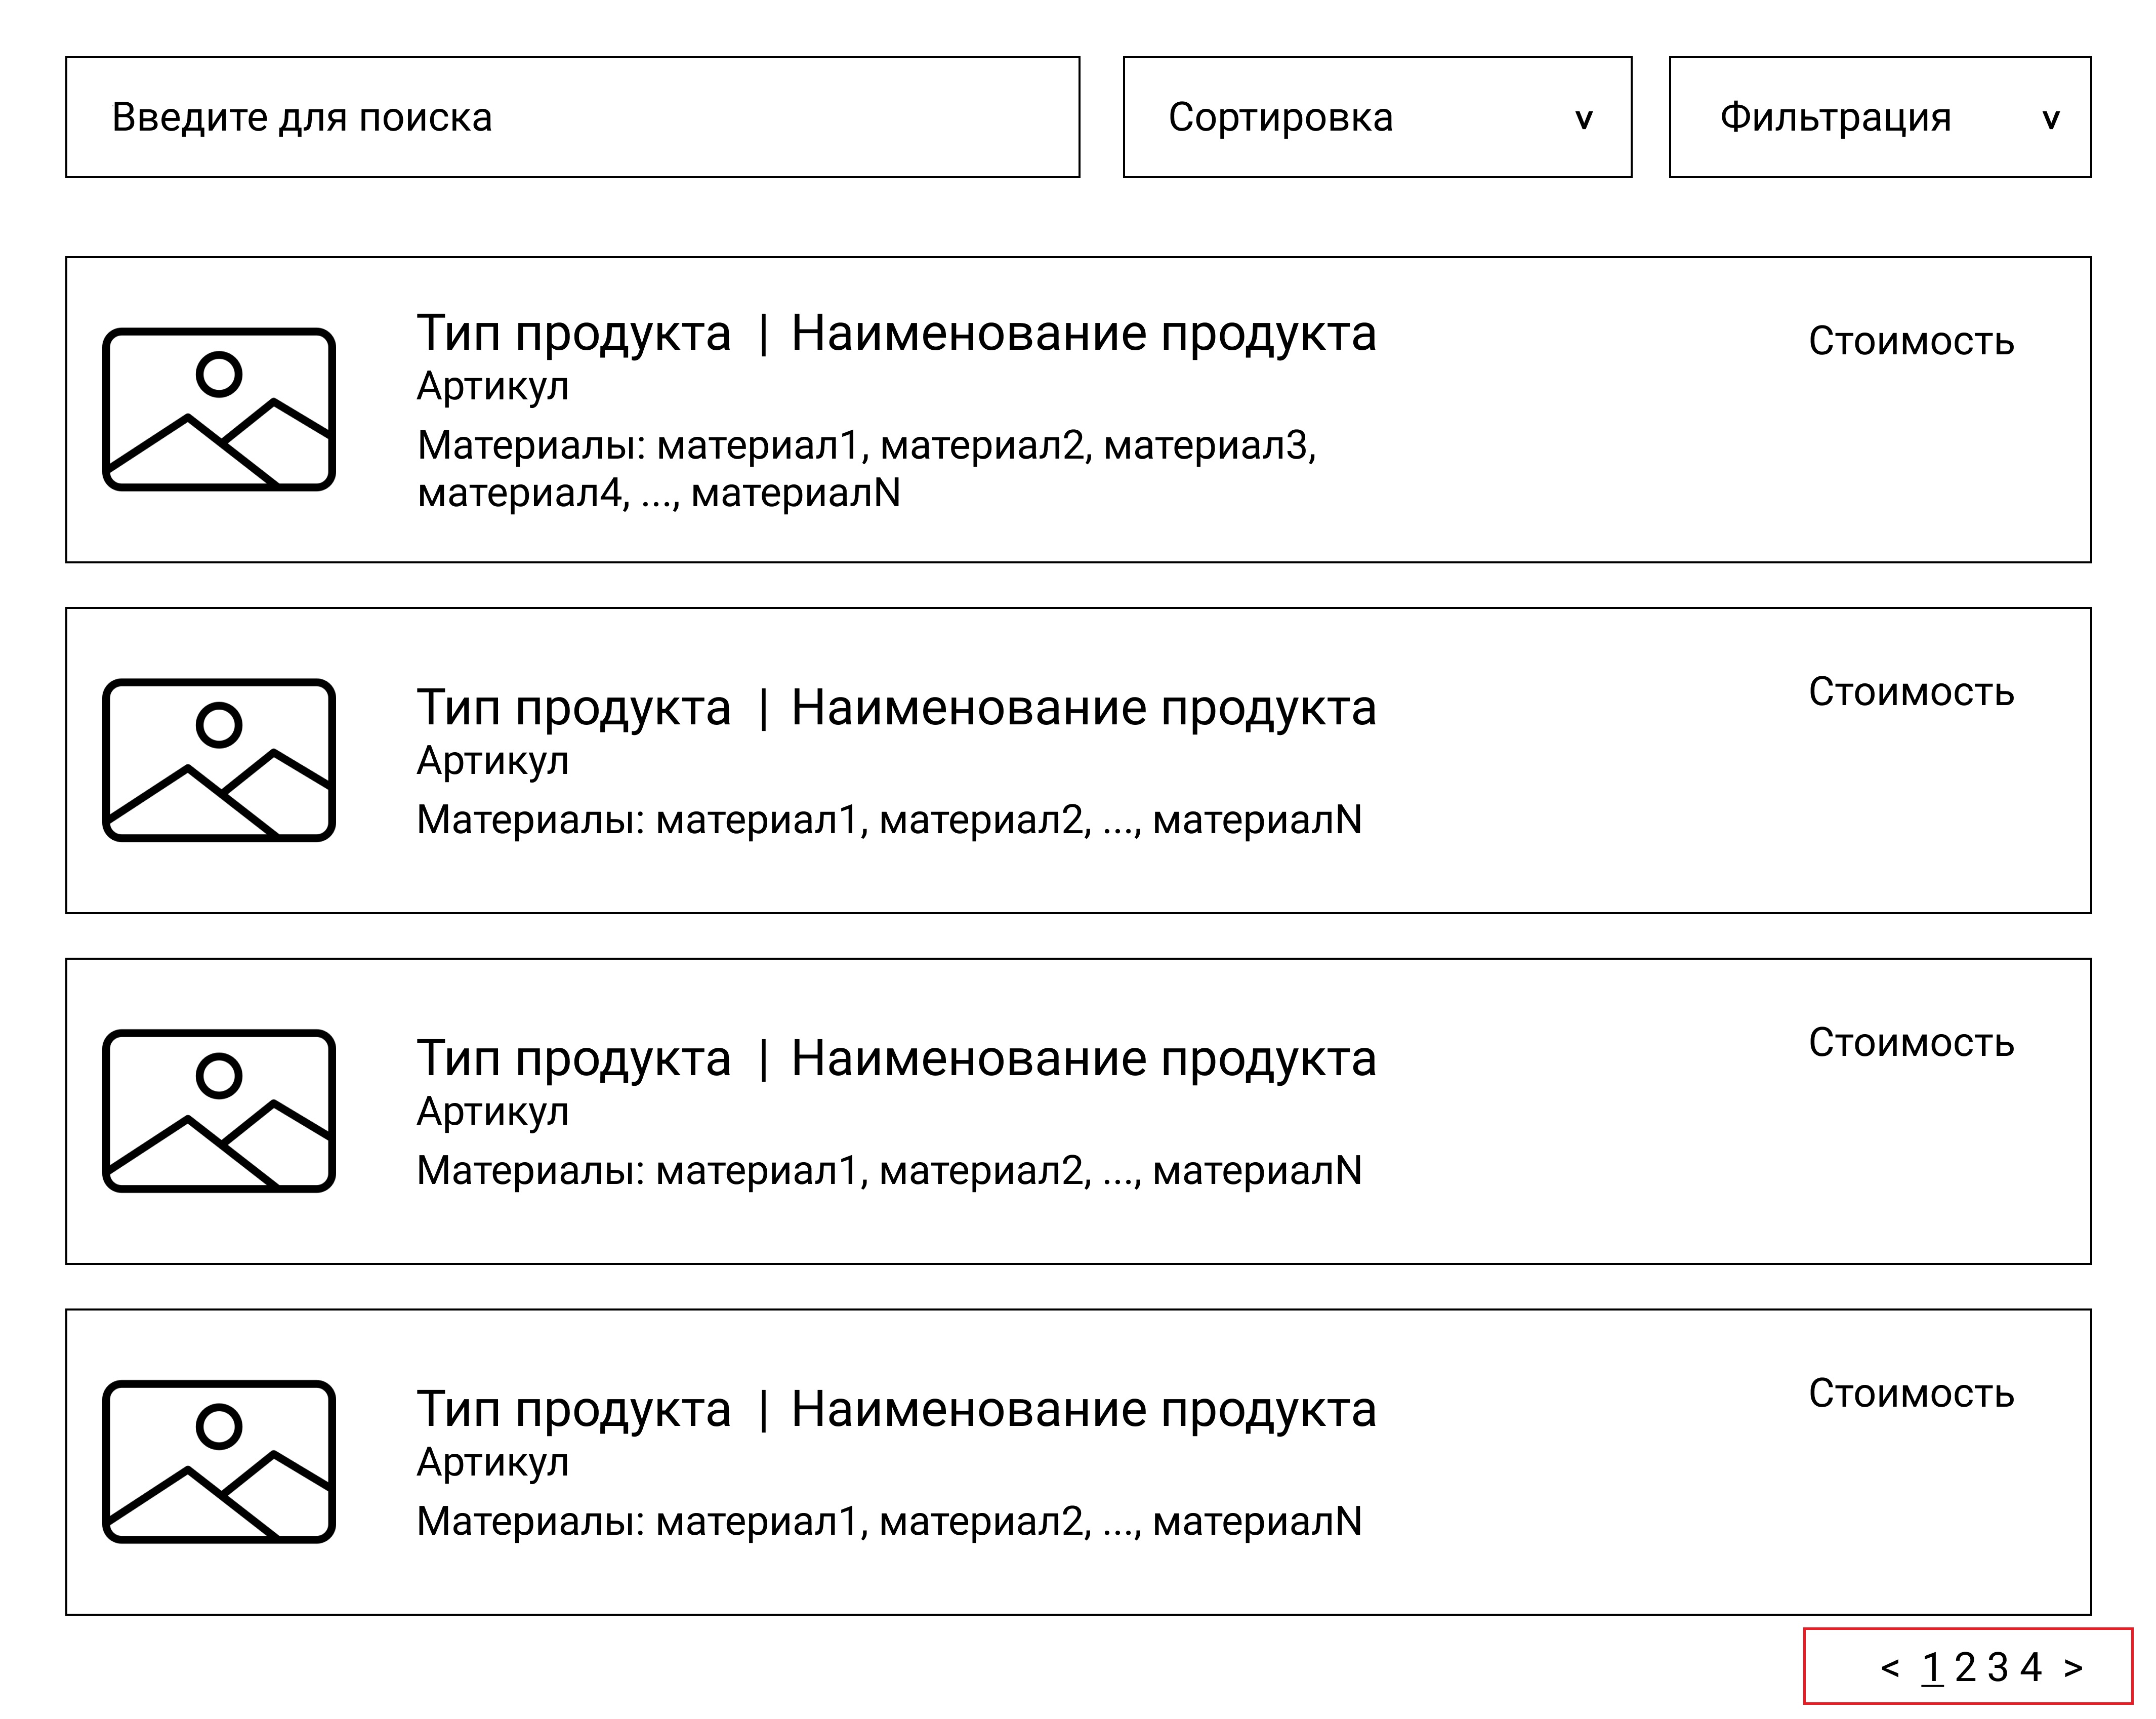 Введите для поиска
Сортировка v
Фильтрация v
Тип продукта | Наименование продукта
Стоимость
Артикул
Материалы: материал1, материал2, материал3,
материал4, ..., материалN
Тип продукта | Наименование продукта
Стоимость
Артикул
Материалы: материал1, материал2, ..., материалN
Тип продукта | Наименование продукта
Стоимость
Артикул
Материалы: материал1, материал2, ..., материалN
Тип продукта | Наименование продукта
Стоимость
Артикул
Материалы: материал1, материал2, ..., материалN
< 1 2 3 4 >